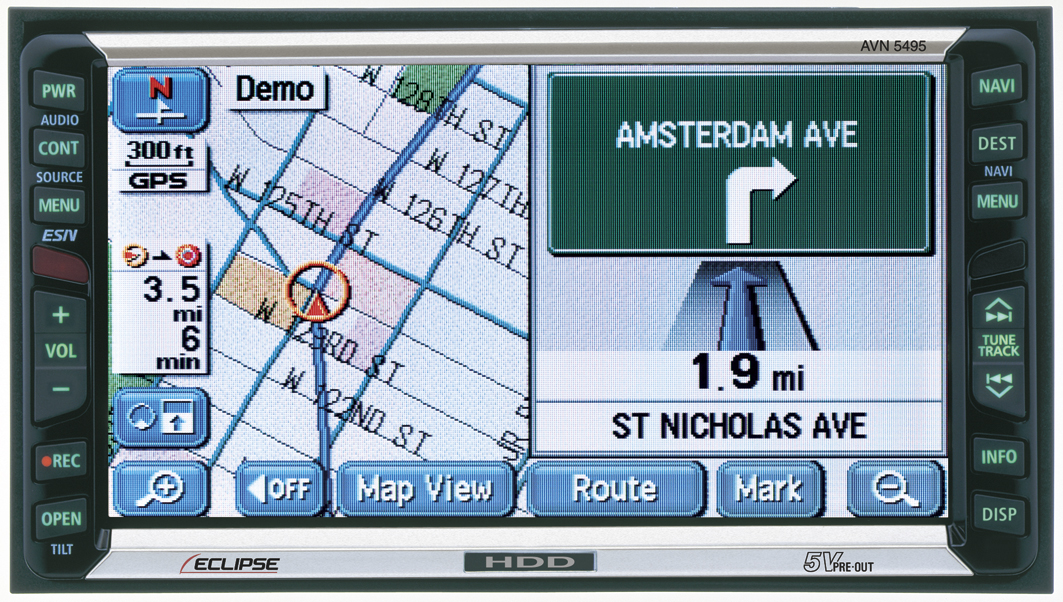 AVN 5495
PWR
AUDIO
CONT
SOURCE
MENU
ESN
+
VOL
−
REC
OPEN
TILT
N
300 ft
GPS
Demo
3.5
mi
6
min
W 128TH ST
W 127TH
W 126TH ST
W 125TH ST
W 123RD ST
W 122ND ST
AMSTERDAM AVE
1.9 mi
ST NICHOLAS AVE
OFF
Map View
Route
Mark
NAVI
DEST
NAVI
MENU
TUNE
TRACK
INFO
DISP
ECLIPSE
HDD
5V PRE-OUT